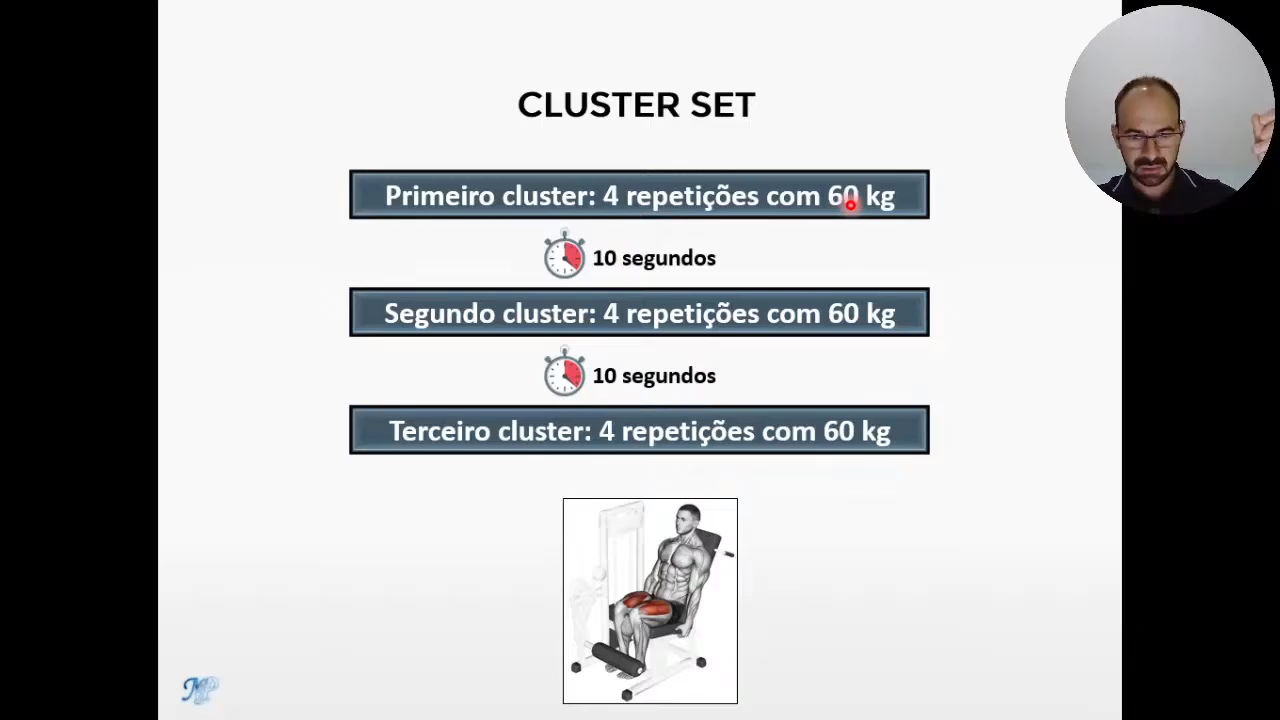 CLUSTER SET
Primeiro cluster: 4 repetições com 60 kg
10 segundos
Segundo cluster: 4 repetições com 60 kg
10 segundos
Terceiro cluster: 4 repetições com 60 kg